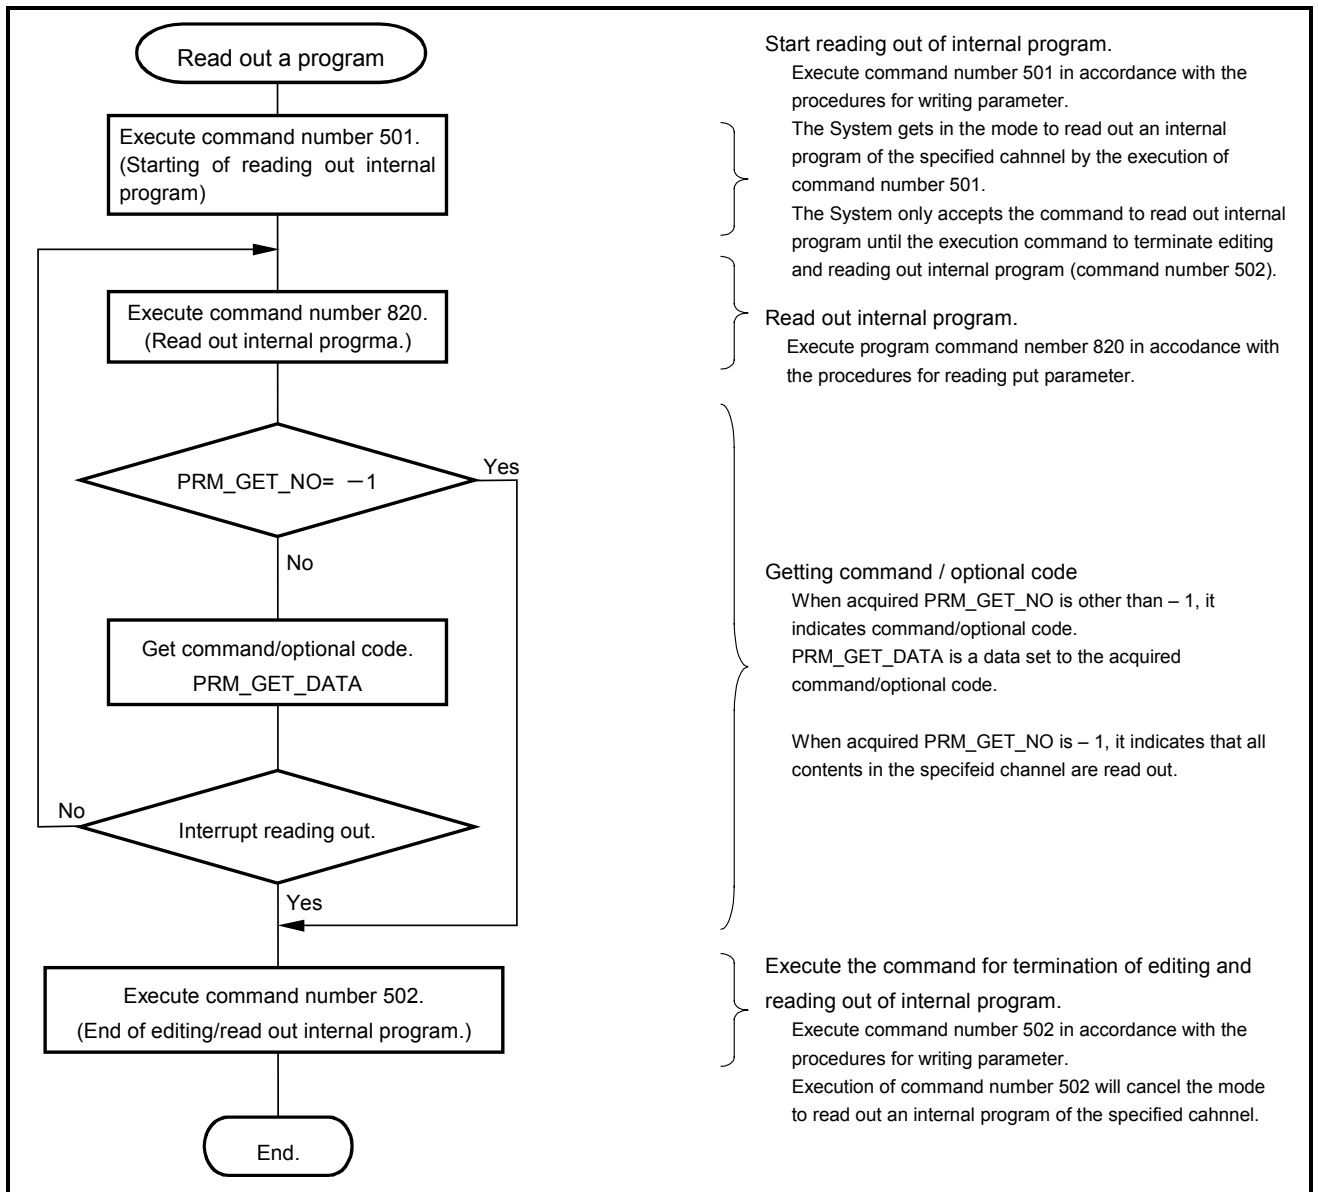 Read out a program
Execute command number 501.
(Starting of reading out internal
program)
Execute command number 820.
(Read out internal progrma.)
PRM_GET_NO= －1
Yes
No
Get command/optional code.
PRM_GET_DATA
No
Interrupt reading out.
Yes
Execute command number 502.
(End of editing/read out internal program.)
End.
Start reading out of internal program.
Execute command number 501 in accordance with the
procedures for writing parameter.
The System gets in the mode to read out an internal
program of the specified cahnnel by the execution of
command number 501.
The System only accepts the command to read out internal
program until the execution command to terminate editing
and reading out internal program (command number 502).
Read out internal program.
Execute program command nember 820 in accodance with
the procedures for reading put parameter.
Getting command / optional code
When acquired PRM_GET_NO is other than – 1, it
indicates command/optional code.
PRM_GET_DATA is a data set to the acquired
command/optional code.
When acquired PRM_GET_NO is – 1, it indicates that all
contents in the specifeid channel are read out.
Execute the command for termination of editing and
reading out of internal program.
Execute command number 502 in accordance with the
procedures for writing parameter.
Execution of command number 502 will cancel the mode
to read out an internal program of the specified cahnnel.